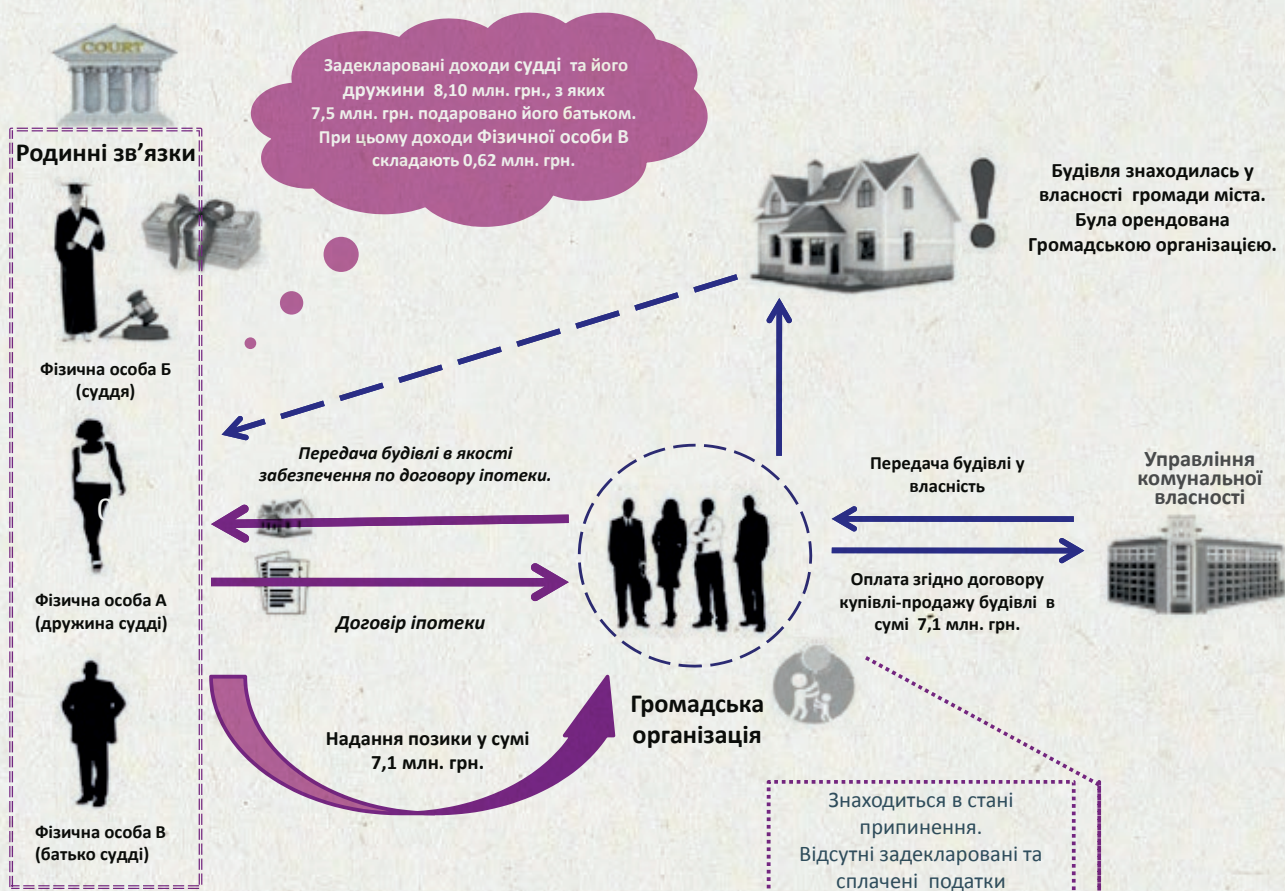 COURT
Задекларовані доходи судді та його
дружини 8,10 млн. грн., з яких
7,5 млн. грн. подаровано його батьком.
При цьому доходи Фізичної особи В
складають 0,62 млн. грн.
Родинні зв'язки
Будівля знаходилась у
власності громади міста.
Була орендована
Громадською організацією.
Фізична особа Б
(суддя)
Передача будівлі в якості
забезпечення по договору іпотеки.
Передача будівлі у
власність
Управління
комунальної
власності
Фізична особа А
(дружина судді)
Договір іпотеки
Оплата згідно договору
купівлі-продажу будівлі в
сумі 7,1 млн. грн.
Громадська
організація
Надання позики у сумі
7,1 млн. грн.
Фізична особа В
(батько судді)
Знаходиться в стані
припинення.
Відсутні задекларовані та
сплачені податки